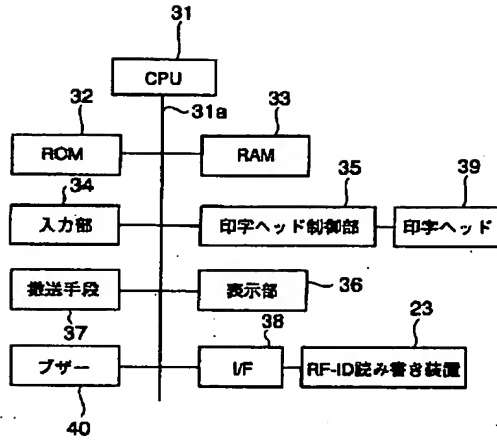 31
CPU
31a
32
33
ROM
RAM
34
35
39
入力部
印字ヘッド制御部
印字ヘッド
搬送手段
表示部
36
37
38
23
ブザー
I/F
RF-ID読み書き装置
40